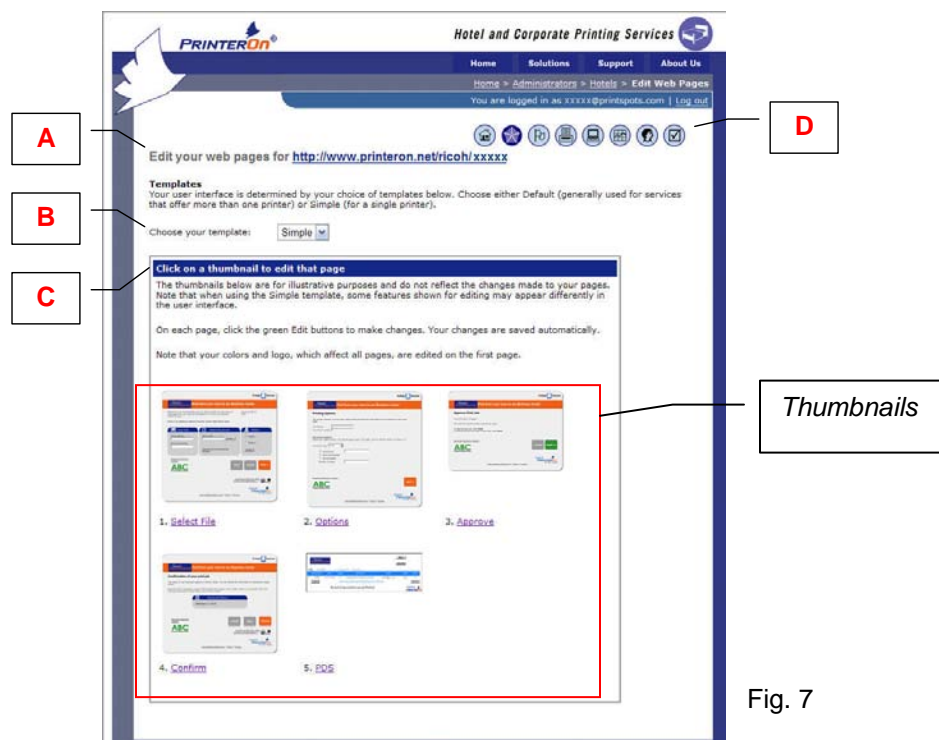 PRINTERON®
Hotel and Corporate Printing Services
Home Solutions Support About Us
Home > Administrators > Hotels > Edit Web Pages
You are logged in as xxxxx@printspots.com | Log out
A
D
Edit your web pages for http://www.printeron.net/ricoh/xxxxx
Templates
Your user interface is determined by your choice of templates below. Choose either Default (generally used for services
that offer more than one printer) or Simple (for a single printer).
B
Choose your template: Simple
C
Click on a thumbnail to edit that page
The thumbnails below are for illustrative purposes and do not reflect the changes made to your pages.
Note that when using the Simple template, some features shown for editing may appear differently in
the user interface.
On each page, click the green Edit buttons to make changes. Your changes are saved automatically.
Note that your colors and logo, which affect all pages, are edited on the first page.
Thumbnails
ABC
ABC
ABC
1. Select File 2. Options 3. Approve
ABC
4. Confirm 5. PDS
Fig. 7